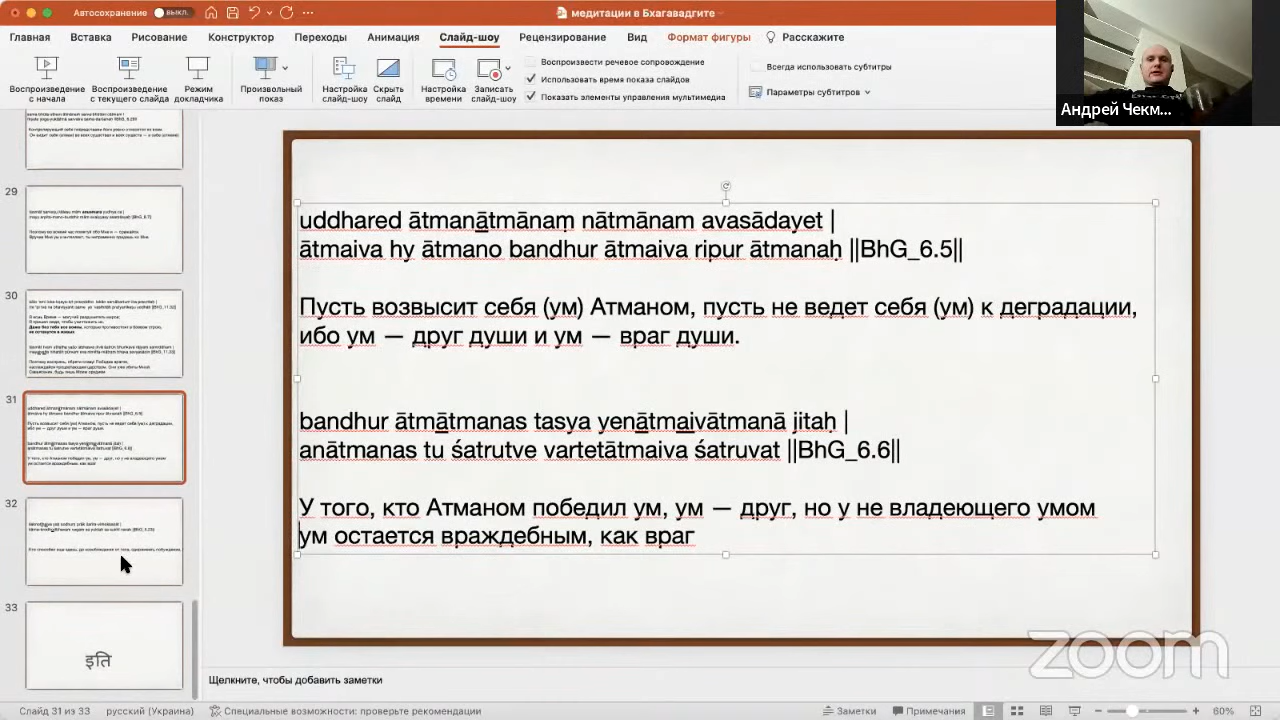 Автосохранение ВЫКЛ.
медитации в Бхагавадгите
Главная Вставка Рисование Конструктор Переходы Анимация Слайд-шоу Рецензирование Вид Формат фигуры Расскажите
Воспроизведение с начала
Воспроизведение с текущего слайда
Режим докладчика
Произвольный показ
Настройка слайд-шоу
Скрыть слайд
Настройка времени
Записать слайд-шоу
Воспроизвести речевое сопровождение
Использовать время показа слайдов
Показать элементы управления мультимедиа
Всегда использовать субтитры
Параметры субтитров
Андрей Чекм...
29
30
31
32
33
इति
uddhared ātmanātmānaṃ nātmānam avasādayet |
ātmaiva hy ātmano bandhur ātmaiva ripur ātmanaḥ ||BhG_6.5||
Пусть возвысит себя (ум) Атманом, пусть не ведет себя (ум) к деградации,
ибо ум — друг души и ум — враг души.
bandhur ātmātmanas tasya yenātmaivātmanā jitaḥ |
anātmanas tu śatrutve vartetātmaiva śatruvat ||BhG_6.6||
У того, кто Атманом победил ум, ум — друг, но у не владеющего умом
ум остается враждебным, как враг
zoom
Щелкните, чтобы добавить заметки
Слайд 31 из 33 русский (Украина) Специальные возможности: проверьте рекомендации Заметки Примечания 60%